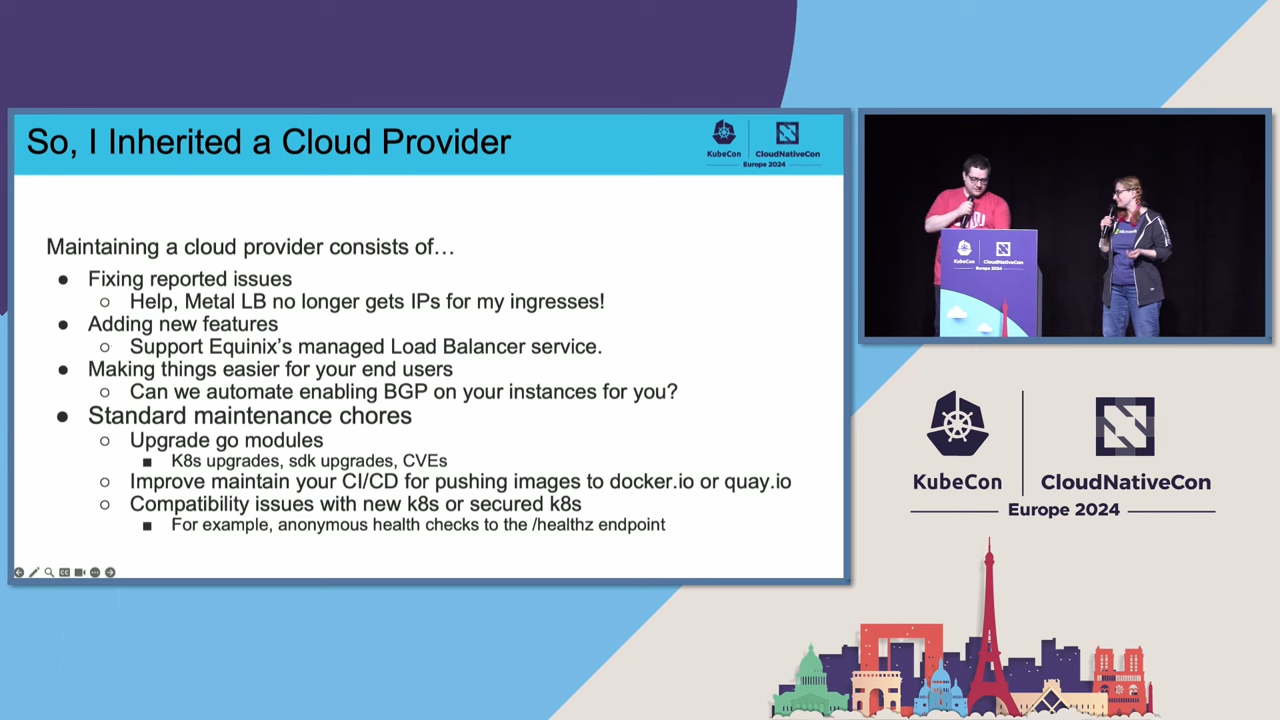 So, I Inherited a Cloud Provider
KubeCon
CloudNativeCon
Europe 2024
Maintaining a cloud provider consists of…
● Fixing reported issues
○ Help, Metal LB no longer gets IPs for my ingresses!
● Adding new features
○ Support Equinix's managed Load Balancer service.
● Making things easier for your end users
○ Can we automate enabling BGP on your instances for you?
● Standard maintenance chores
○ Upgrade go modules
■ K8s upgrades, sdk upgrades, CVEs
○ Improve maintain your CI/CD for pushing images to docker.io or quay.io
○ Compatibility issues with new k8s or secured k8s
■ For example, anonymous health checks to the /healthz endpoint
KubeCon
CloudNativeCon
Europe 2024
KubeCon
CloudNativeCon
Europe 2024